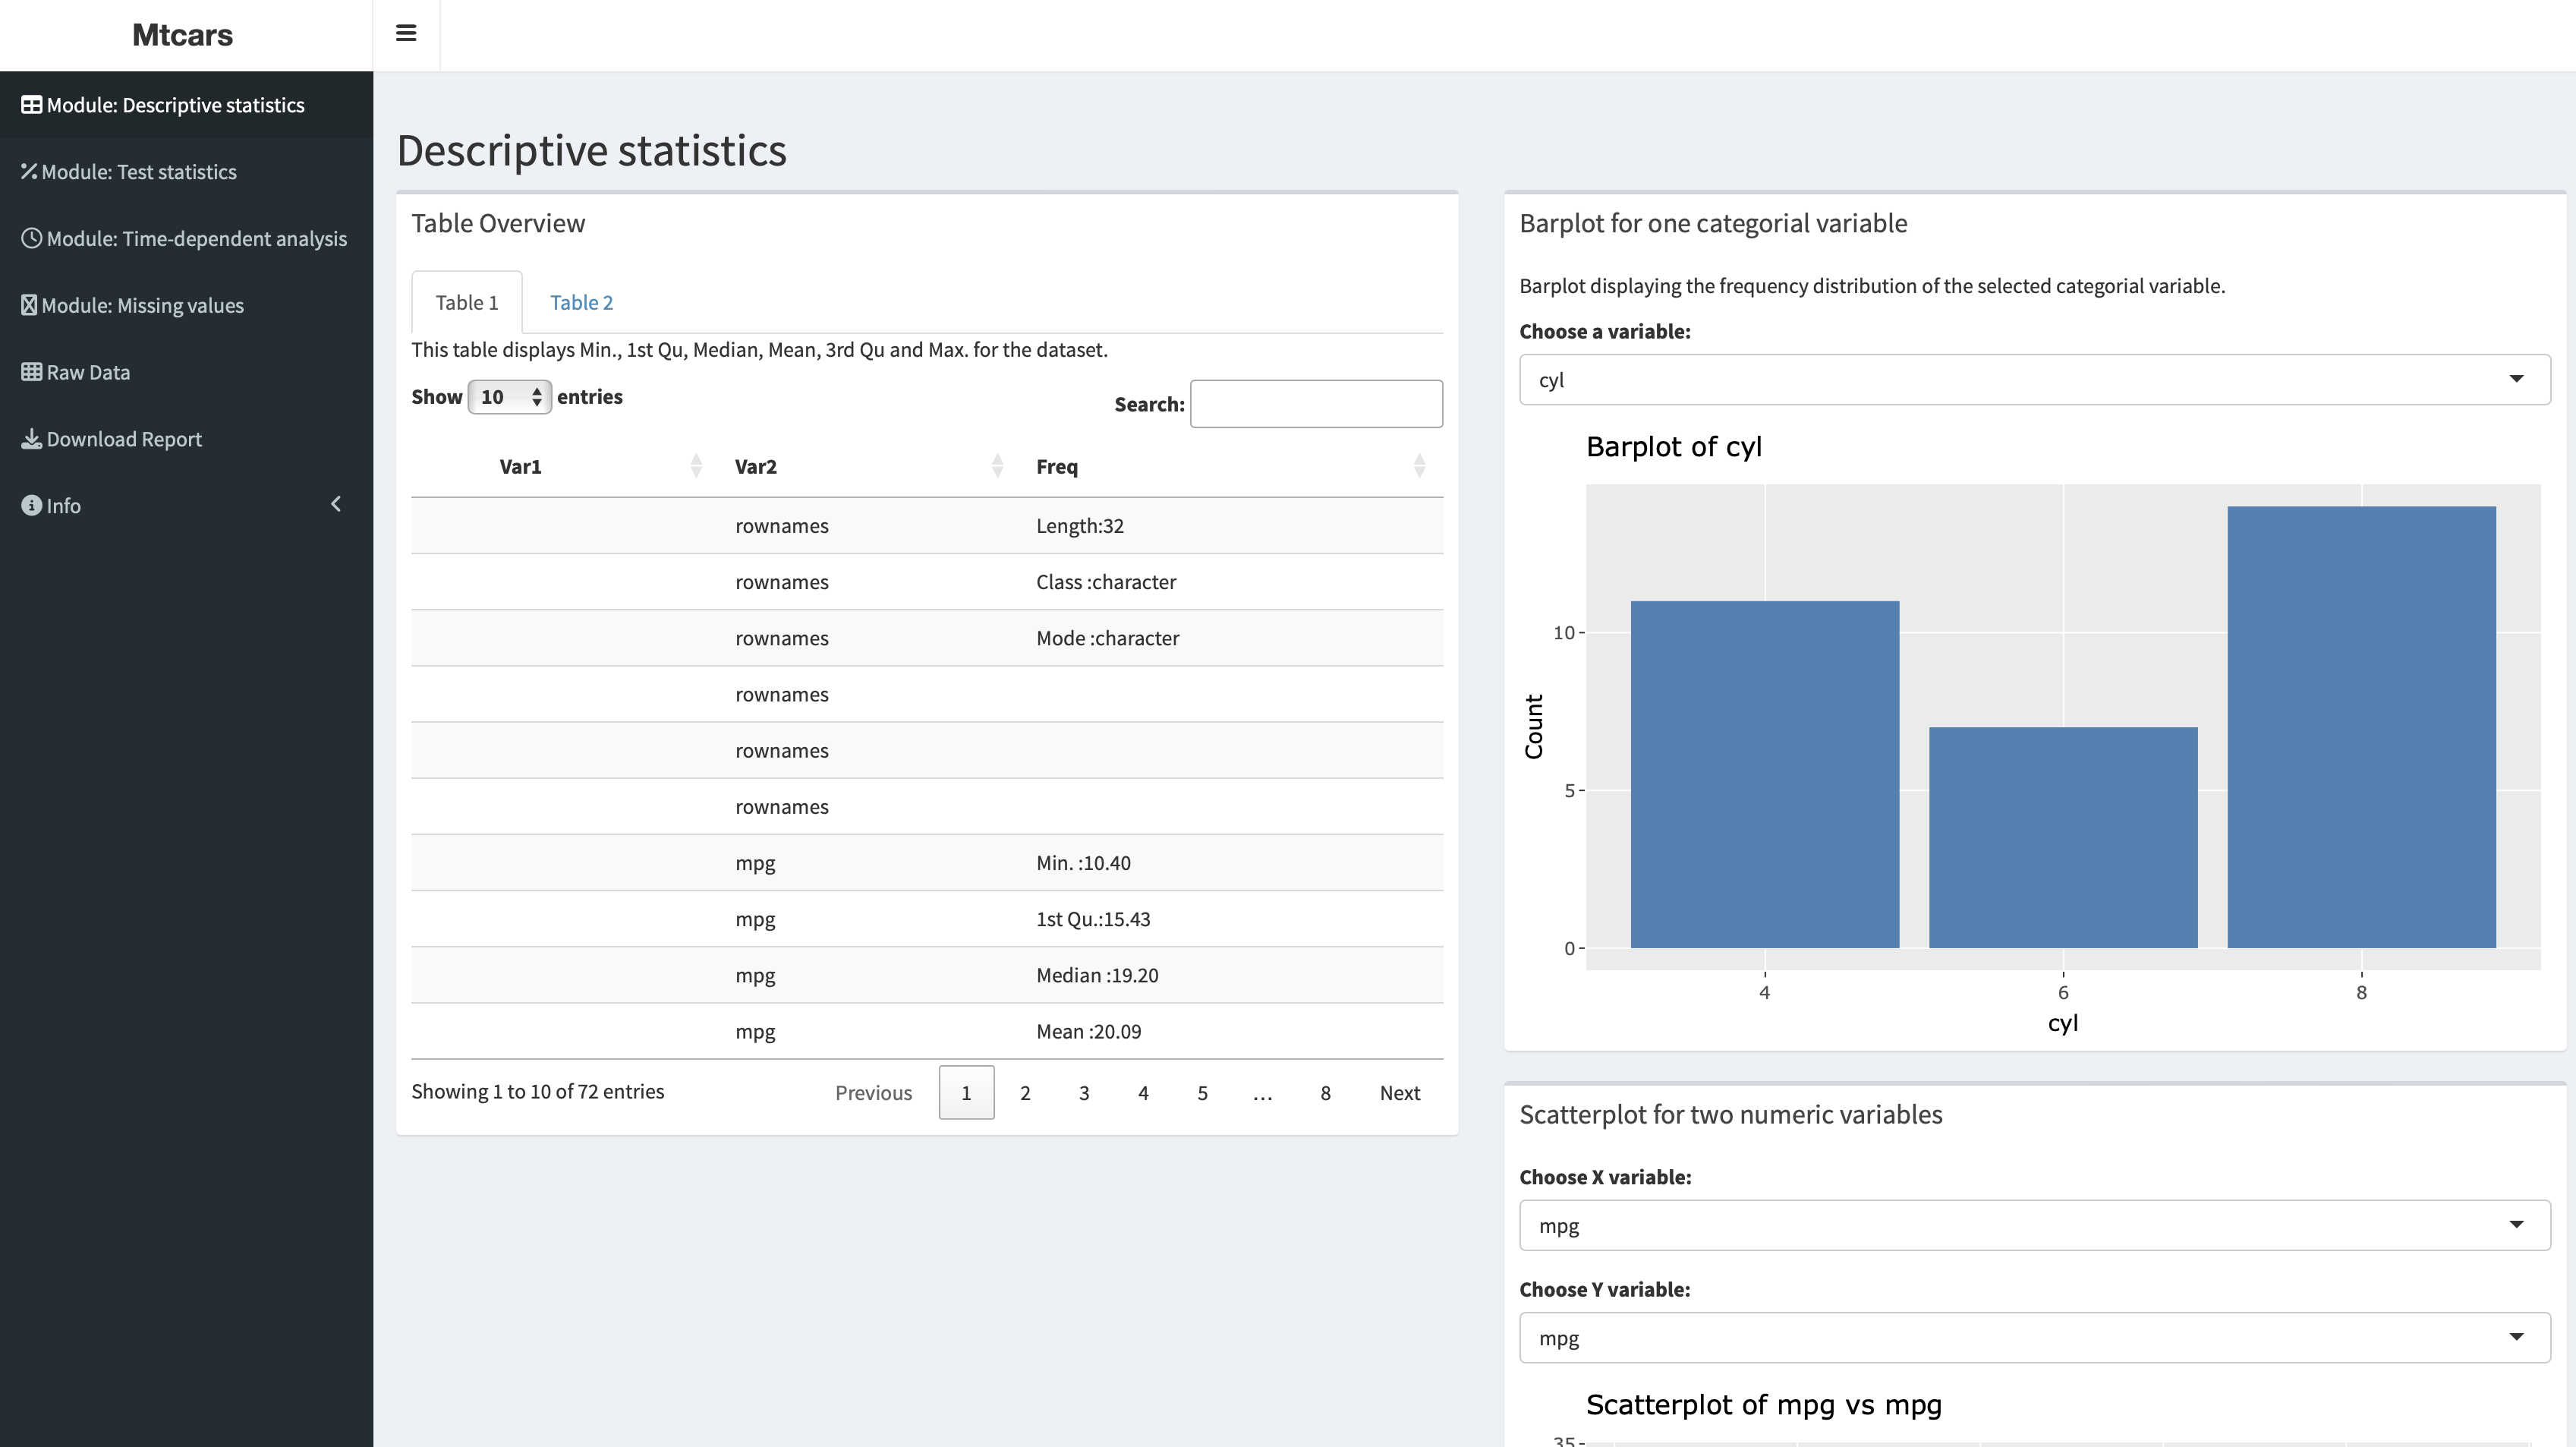 Mtcars
Module: Descriptive statistics
Module: Test statistics
Module: Time-dependent analysis
Module: Missing values
Raw Data
Download Report
Info
Descriptive statistics
Table Overview
Table 1
Table 2
This table displays Min., 1st Qu, Median, Mean, 3rd Qu and Max. for the dataset.
Show 10 entries
Search:
Var1 Var2 Freq
rownames Length:32
rownames Class :character
rownames Mode :character
rownames
rownames
rownames
mpg Min. :10.40
mpg 1st Qu.:15.43
mpg Median :19.20
mpg Mean :20.09
Showing 1 to 10 of 72 entries
Previous 1 2 3 4 5 … 8 Next
Barplot for one categorial variable
Barplot displaying the frequency distribution of the selected categorial variable.
Choose a variable:
cyl
Barplot of cyl
10
5
0
Count
4 6 8
cyl
Scatterplot for two numeric variables
Choose X variable:
mpg
Choose Y variable:
mpg
Scatterplot of mpg vs mpg
35